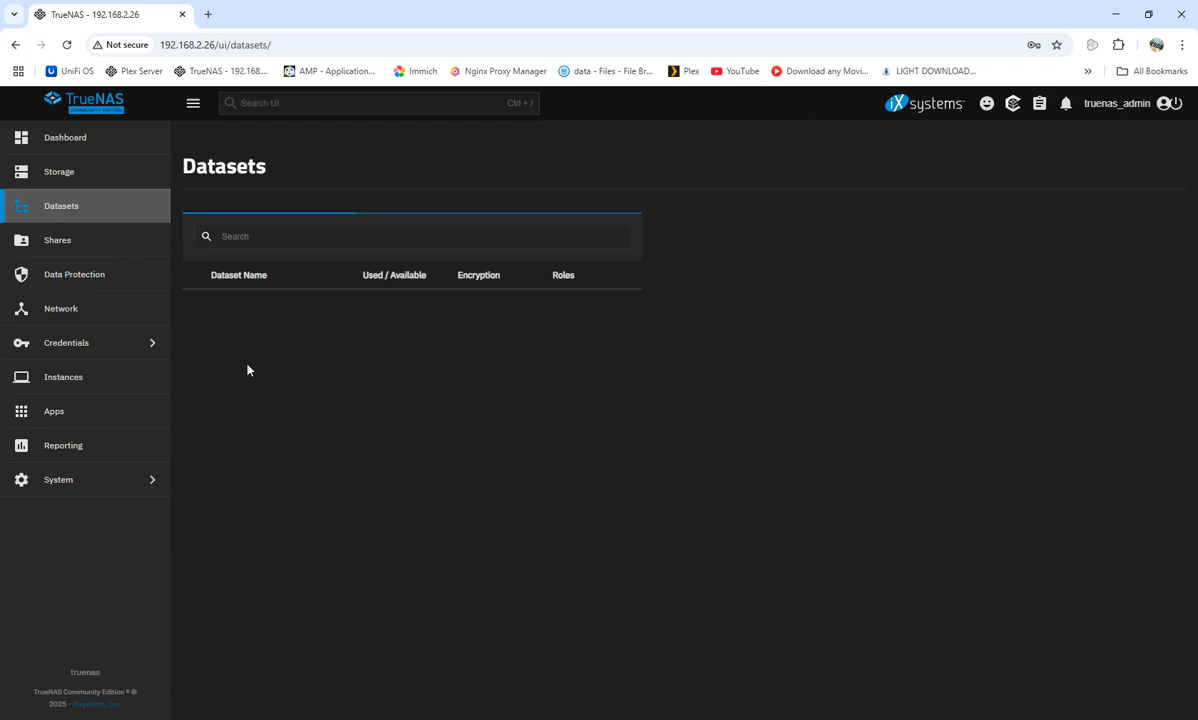 TrueNAS - 192.168.2.26
Not secure
192.168.2.26/ui/datasets/
UniFi OS
Plex Server
TrueNAS - 192.168....
AMP - Application...
Immich
Nginx Proxy Manager
data - Files - File Br...
Plex
YouTube
Download any Movi...
LIGHT DOWNLOAD...
»
All Bookmarks
TrueNAS
COMMUNITY EDITION
Search UI
Ctrl + /
iXsystems
truenas_admin
Dashboard
Storage
Datasets
Shares
Data Protection
Network
Credentials
Instances
Apps
Reporting
System
truenas
TrueNAS Community Edition ® ©
2025 - iXsystems, Inc.
Datasets
Search
Dataset Name Used / Available Encryption Roles